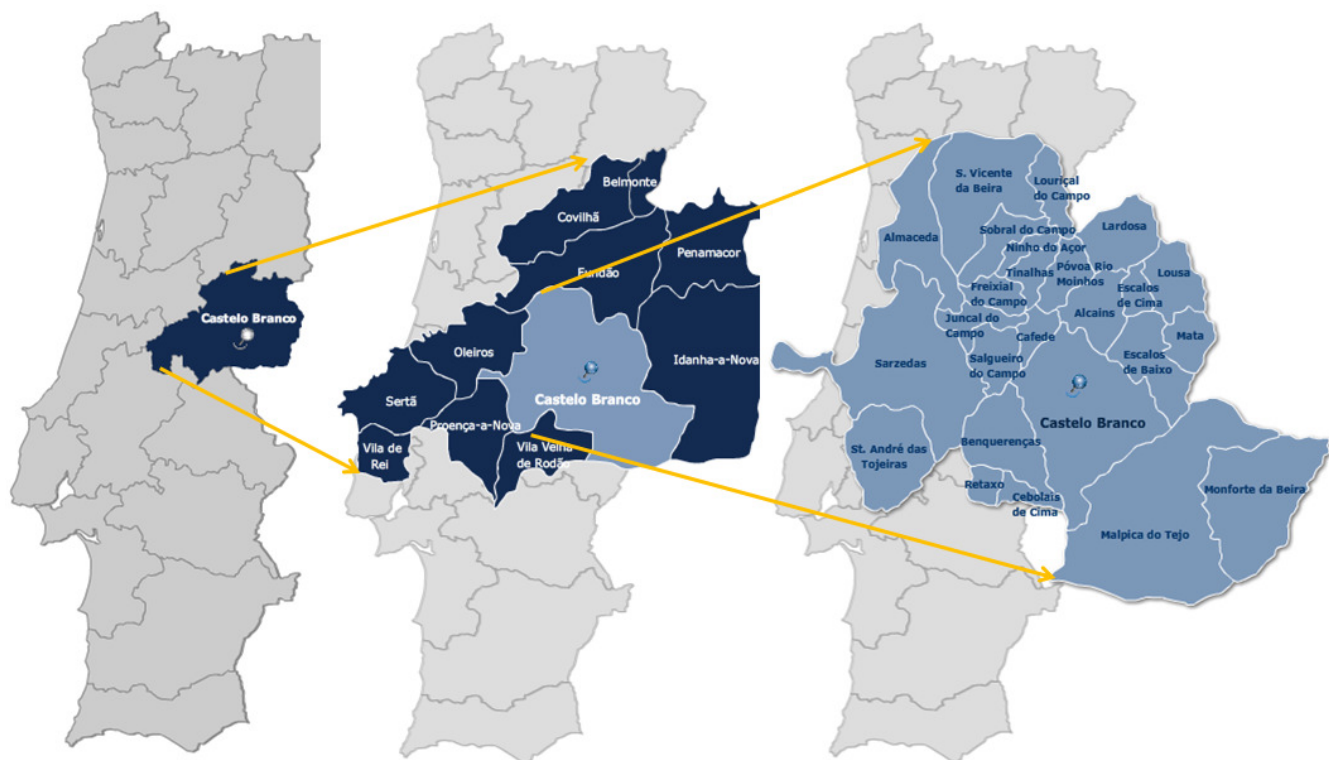 Castelo Branco
Belmonte
Covilhã
Penamacor
Fundão
Idanha-a-Nova
Oleiros
Castelo Branco
Sertã
Proença-a-Nova
Vila de
Rei
Vila Velha
de Rodão
S. Vicente
da Beira
Louriçal
do Campo
Almaceda
Sobral do Campo
Lardosa
Ninho do Açor
Tinalhas
Póvoa Rio
Moinhos
Lousa
Freixial
do Campo
Escalos
de Cima
Alcains
Juncal do
Campo
Cafede
Mata
Sarzedas
Salgueiro
do Campo
Escalos
de Baixo
Castelo Branco
Benquerenças
St. André das
Tojeiras
Retaxo
Cebolais
de Cima
Monforte da Beira
Malpica do Tejo